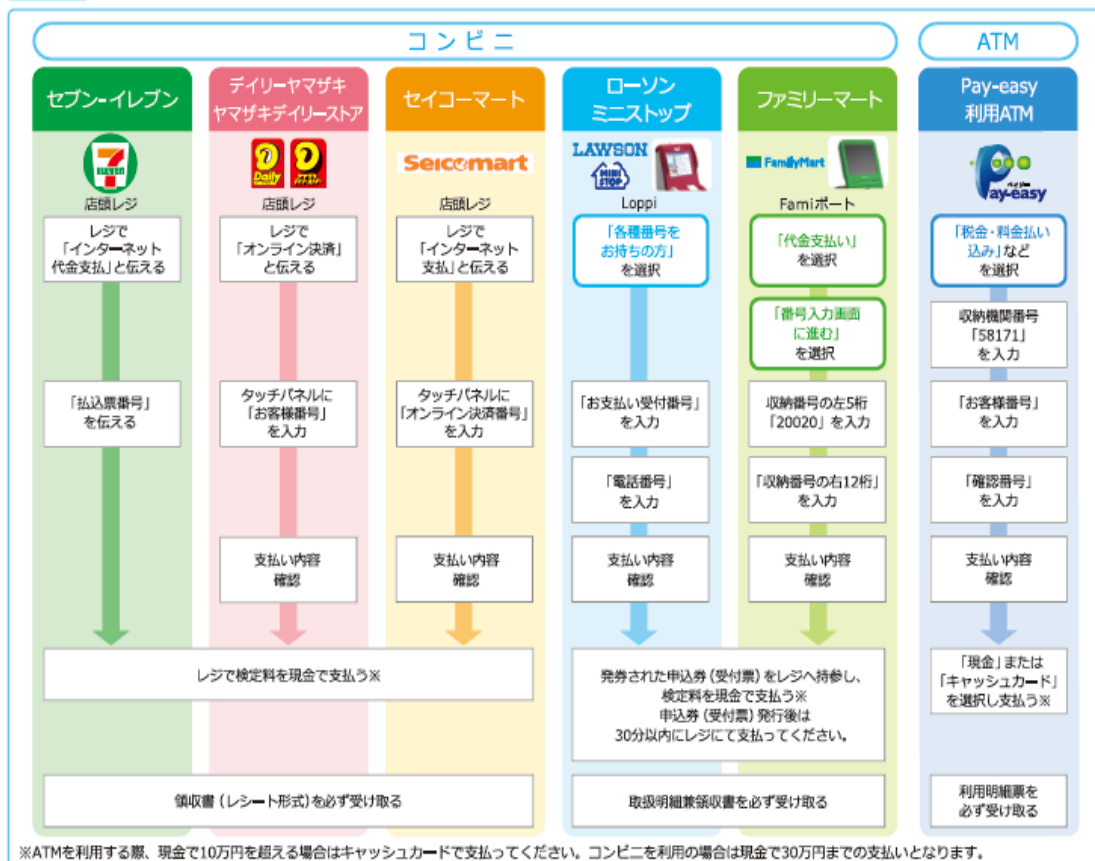 コンビニ
ATM
セブン-イレブン
デイリーヤマザキ
ヤマザキデイリーストア
セイコーマート
ローソン
ミニストップ
ファミリーマート
Pay-easy
利用ATM
7
ELEVEN
Daily
Seicomart
LAWSON
MINI
STOP
FamilyMart
ペイジー
Pay-easy
店頭レジ
店頭レジ
店頭レジ
Loppi
Famiポート
レジで
「インターネット
代金支払」と伝える
レジで
「オンライン決済」
と伝える
レジで
「インターネット
支払」と伝える
「各種番号を
お持ちの方」
を選択
「代金支払い」
を選択
「税金・料金払い
込み」など
を選択
「番号入力画面
に進む」
を選択
収納機関番号
「58171」
を入力
「払込票番号」
を伝える
タッチパネルに
「お客様番号」
を入力
タッチパネルに
「オンライン決済番号」
を入力
「お支払い受付番号」
を入力
収納番号の左5桁
「20020」を入力
「お客様番号」
を入力
「電話番号」
を入力
「収納番号の右12桁」
を入力
「確認番号」
を入力
支払い内容
確認
支払い内容
確認
支払い内容
確認
支払い内容
確認
支払い内容
確認
レジで検定料を現金で支払う※
発券された申込券（受付票）をレジへ持参し、
検定料を現金で支払う※
申込券（受付票）発行後は
30分以内にレジにて支払ってください。
「現金」または
「キャッシュカード」
を選択し支払う※
領収書（レシート形式）を必ず受け取る
取扱明細兼領収書を必ず受け取る
利用明細票を
必ず受け取る
※ATMを利用する際、現金で10万円を超える場合はキャッシュカードで支払ってください。コンビニを利用の場合は現金で30万円までの支払いとなります。